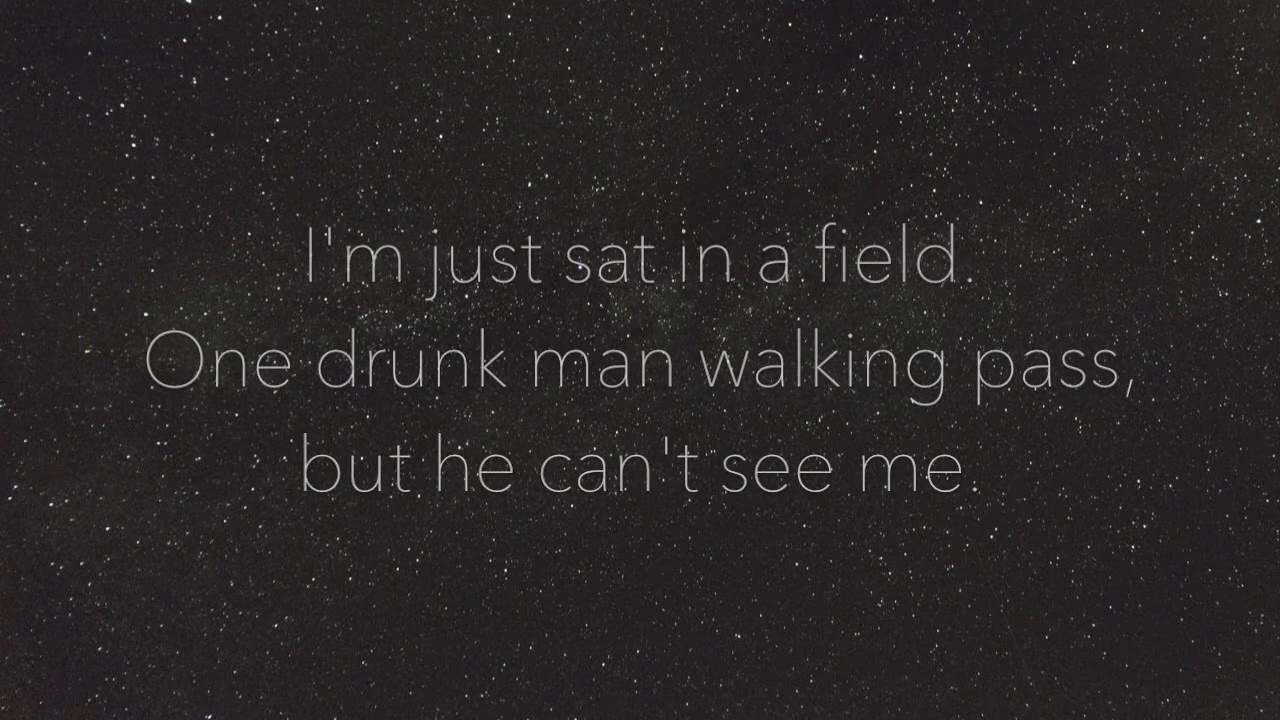 I'm just sat in a field.
One drunk man walking pass,
but he can't see me.